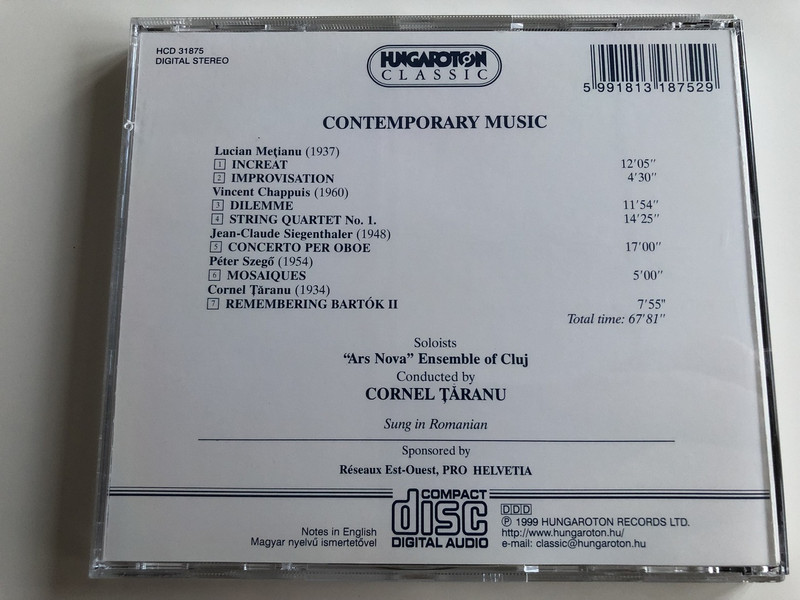 HCD 31875
DIGITAL STEREO
HUNGAROTON
CLASSIC
5 991813 187529
CONTEMPORARY MUSIC
Lucian Meţianu (1937)
1 INCREAT 12'05"
2 IMPROVISATION 4'30"
Vincent Chappuis (1960)
3 DILEMME 11'54"
4 STRING QUARTET No. 1. 14'25"
Jean-Claude Siegenthaler (1948)
5 CONCERTO PER OBOE 17'00"
Péter Szegő (1954)
6 MOSAIQUES 5'00"
Cornel Ţăranu (1934)
7 REMEMBERING BARTÓK II 7'55"
Total time: 67'81"
Soloists
“Ars Nova” Ensemble of Cluj
Conducted by
CORNEL ŢĂRANU
Sung in Romanian
Sponsored by
Réseaux Est-Ouest, PRO HELVETIA
Notes in English
Magyar nyelvű ismertetővel
COMPACT
disc
DIGITAL AUDIO
DDD
℗ 1999 HUNGAROTON RECORDS LTD.
http://www.hungaroton.hu/
e-mail: classic@hungaroton.hu